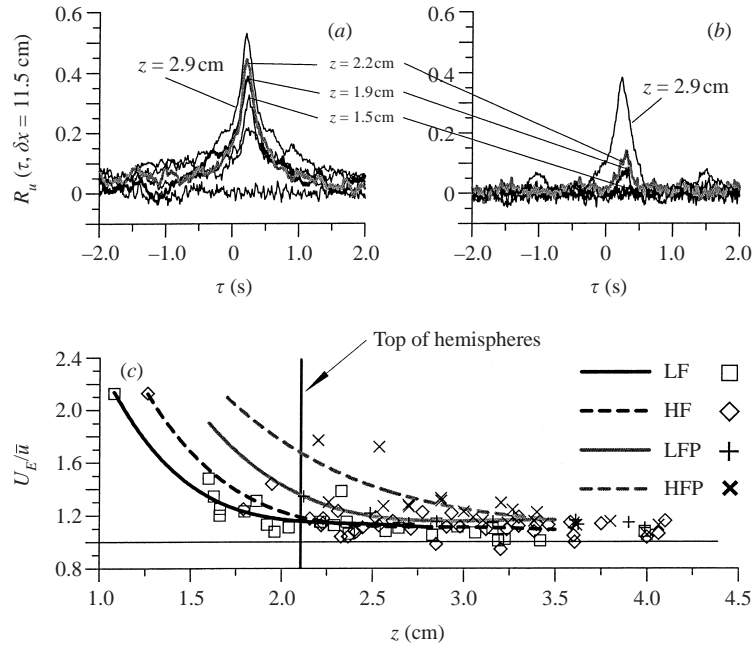 0.6
0.4
0.2
0
R_u (τ, δx = 11.5 cm)
(a)
z = 2.9 cm
z = 2.2 cm
z = 1.9 cm
z = 1.5 cm
–2.0 –1.0 0 1.0 2.0
τ (s)
0.6
0.4
0.2
0
(b)
z = 2.9 cm
–2.0 –1.0 0 1.0 2.0
τ (s)
Top of hemispheres
2.4
2.0
1.6
1.2
0.8
U_E/ū
(c)
LF
HF
LFP
HFP
1.0 1.5 2.0 2.5 3.0 3.5 4.0 4.5
z (cm)